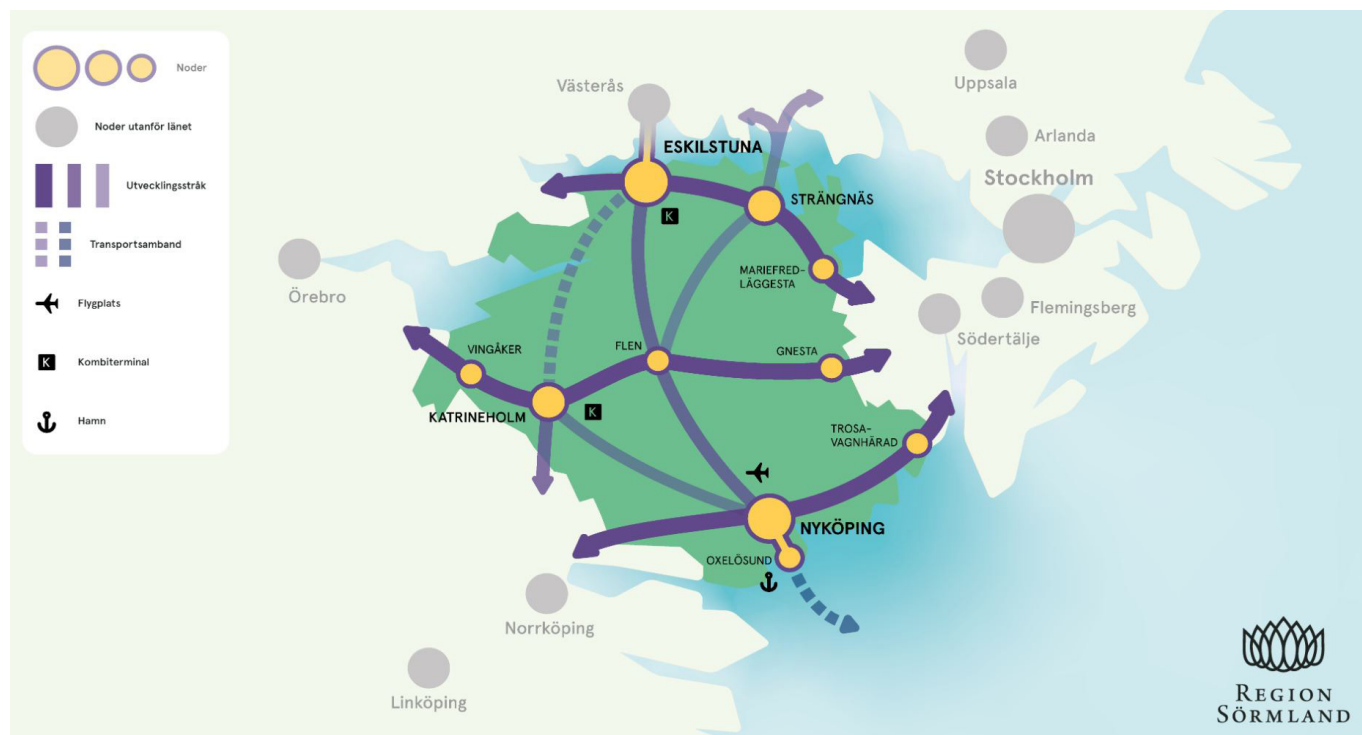 Noder
Noder utanför länet
Utvecklingsstråk
Transportsamband
Flygplats
K
Kombiterminal
Hamn
Uppsala
Västerås
Arlanda
ESKILSTUNA
Stockholm
STRÄNGNÄS
K
MARIEFRED-
LÄGGESTA
Örebro
Flemingsberg
Södertälje
VINGÅKER
FLEN
GNESTA
KATRINEHOLM
K
TROSA-
VAGNHÄRAD
NYKÖPING
OXELÖSUND
Norrköping
Linköping
REGION
SÖRMLAND